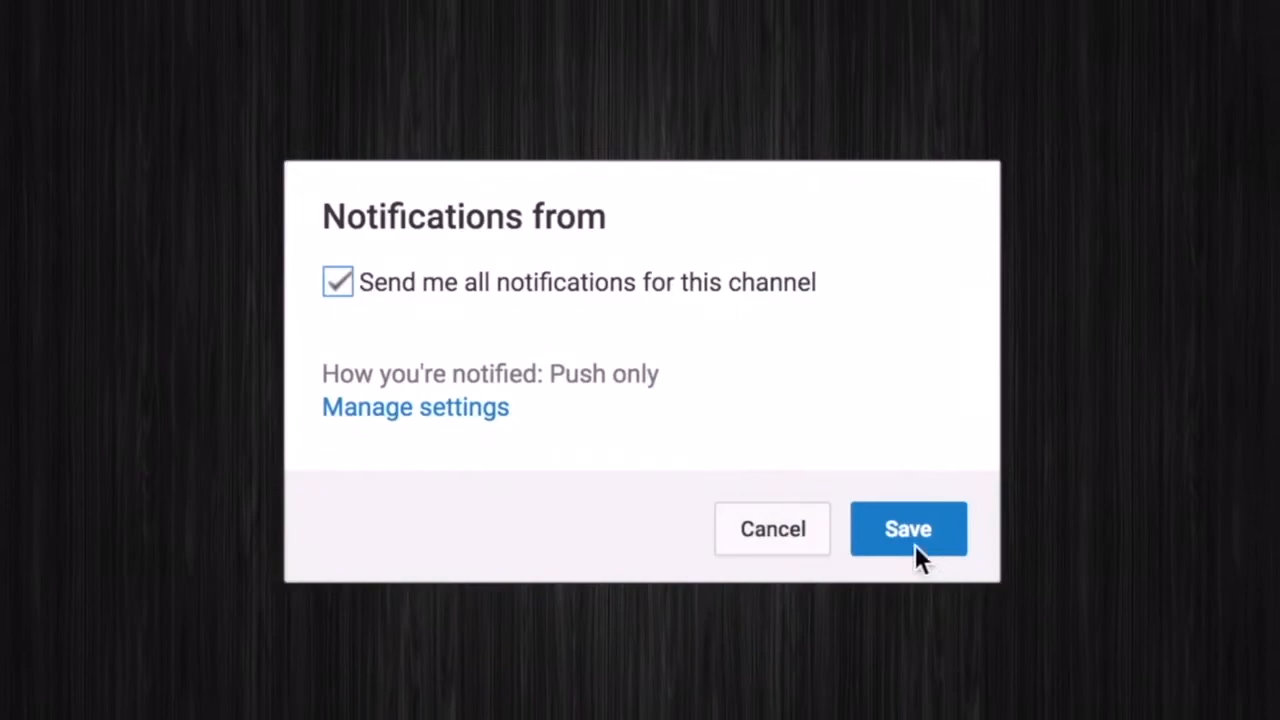 Notifications from
Send me all notifications for this channel
How you're notified: Push only
Manage settings
Cancel
Save